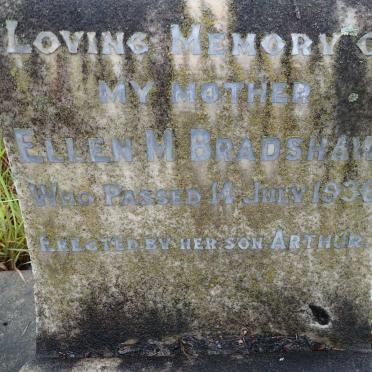 Loving Memory o
My Mother
Ellen M Bradshaw
Who Passed 14 July 193
Erected by her son Arthur.